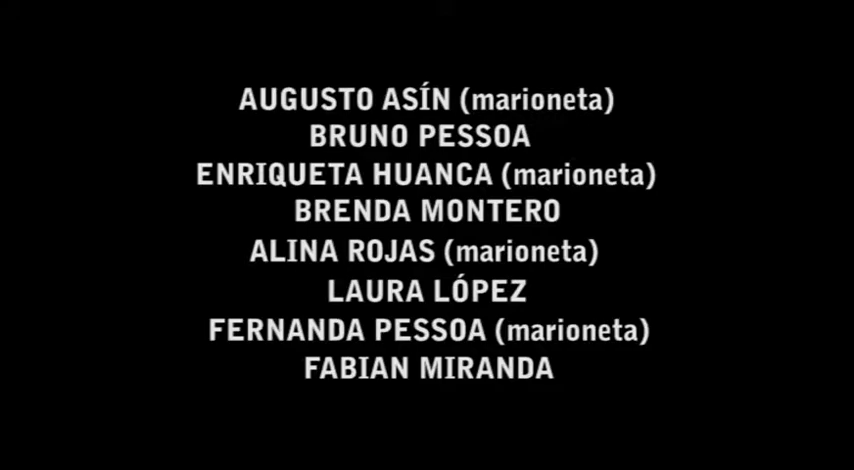 AUGUSTO ASÍN (marioneta)
BRUNO PESSOA
ENRIQUETA HUANCA (marioneta)
BRENDA MONTERO
ALINA ROJAS (marioneta)
LAURA LÓPEZ
FERNANDA PESSOA (marioneta)
FABIAN MIRANDA